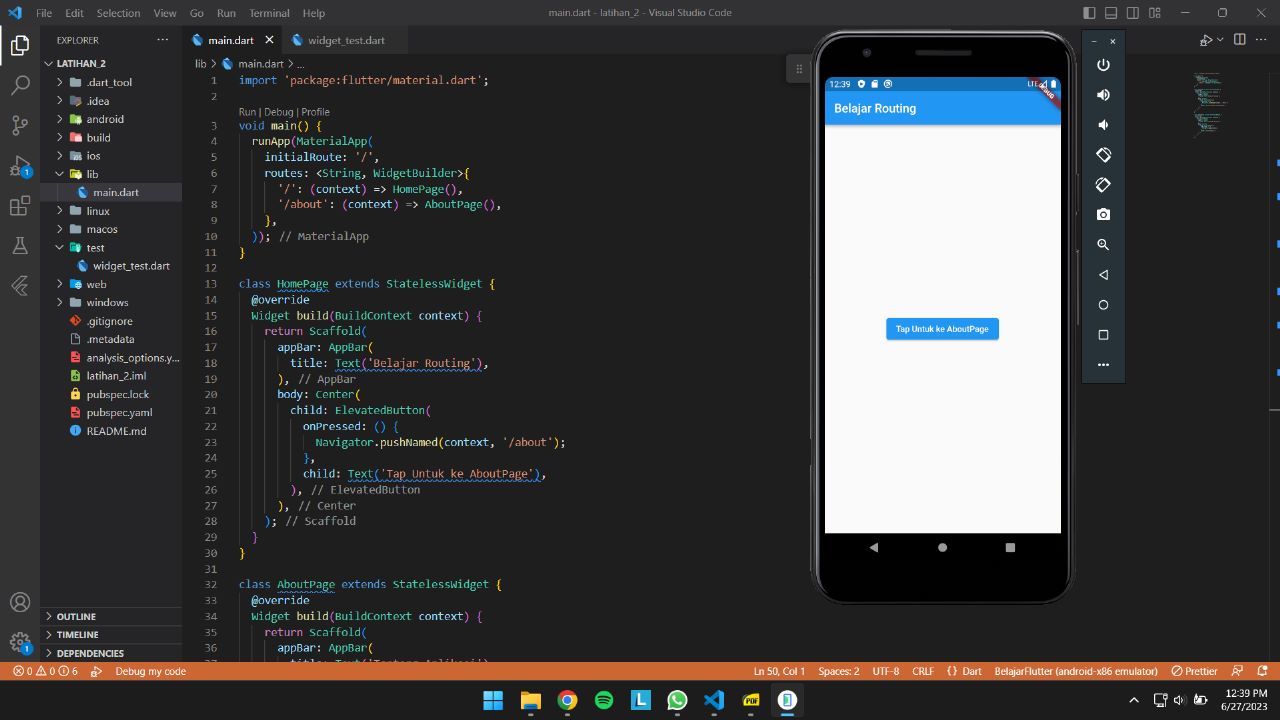 File Edit Selection View Go Run Terminal Help
main.dart - latihan_2 - Visual Studio Code
EXPLORER
LATIHAN_2
.dart_tool
.idea
android
build
ios
lib
main.dart
linux
macos
test
widget_test.dart
web
windows
.gitignore
.metadata
analysis_options.y...
latihan_2.iml
pubspec.lock
pubspec.yaml
README.md
OUTLINE
TIMELINE
DEPENDENCIES
main.dart
widget_test.dart
lib > main.dart > ...
1 import 'package:flutter/material.dart';
2
Run | Debug | Profile
3 void main() {
4 runApp(MaterialApp(
5 initialRoute: '/',
6 routes: <String, WidgetBuilder>{
7 '/': (context) => HomePage(),
8 '/about': (context) => AboutPage(),
9 },
10 )); // MaterialApp
11 }
12
13 class HomePage extends StatelessWidget {
14 @override
15 Widget build(BuildContext context) {
16 return Scaffold(
17 appBar: AppBar(
18 title: Text('Belajar Routing'),
19 ), // AppBar
20 body: Center(
21 child: ElevatedButton(
22 onPressed: () {
23 Navigator.pushNamed(context, '/about');
24 },
25 child: Text('Tap Untuk ke AboutPage'),
26 ), // ElevatedButton
27 ), // Center
28 ); // Scaffold
29 }
30 }
31
32 class AboutPage extends StatelessWidget {
33 @override
34 Widget build(BuildContext context) {
35 return Scaffold(
36 appBar: AppBar(
37 title: Text('Tentang Aplikasi')
12:39 LTE
DEBUG
Belajar Routing
Tap Untuk ke AboutPage
1
1
0 0 6 Debug my code
Ln 50, Col 1 Spaces: 2 UTF-8 CRLF {} Dart BelajarFlutter (android-x86 emulator) Prettier
L
PDF
12:39 PM
6/27/2023